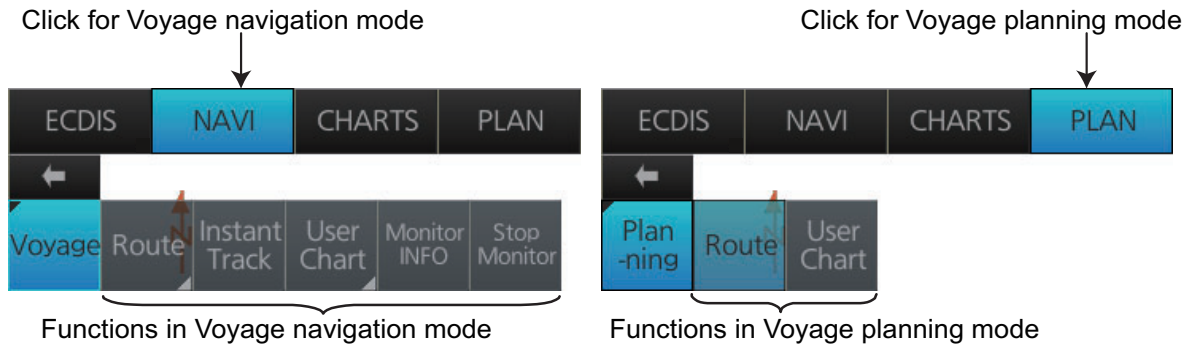 Click for Voyage navigation mode
Click for Voyage planning mode
ECDIS NAVI CHARTS PLAN
ECDIS NAVI CHARTS PLAN
Voyage Route Instant Track User Chart Monitor INFO Stop Monitor
Plan -ning Route User Chart
Functions in Voyage navigation mode
Functions in Voyage planning mode